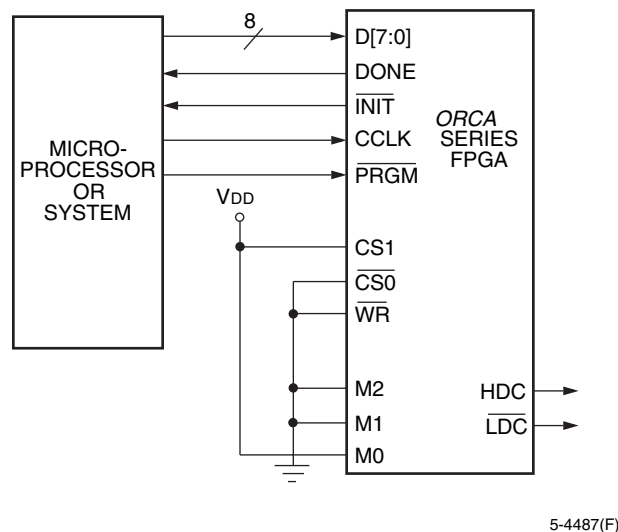 8
D[7:0]
DONE
INIT
CCLK
PRGM
MICRO-
PROCESSOR
OR
SYSTEM
ORCA
SERIES
FPGA
VDD
CS1
CS0
WR
M2
M1
M0
HDC
LDC
5-4487(F)